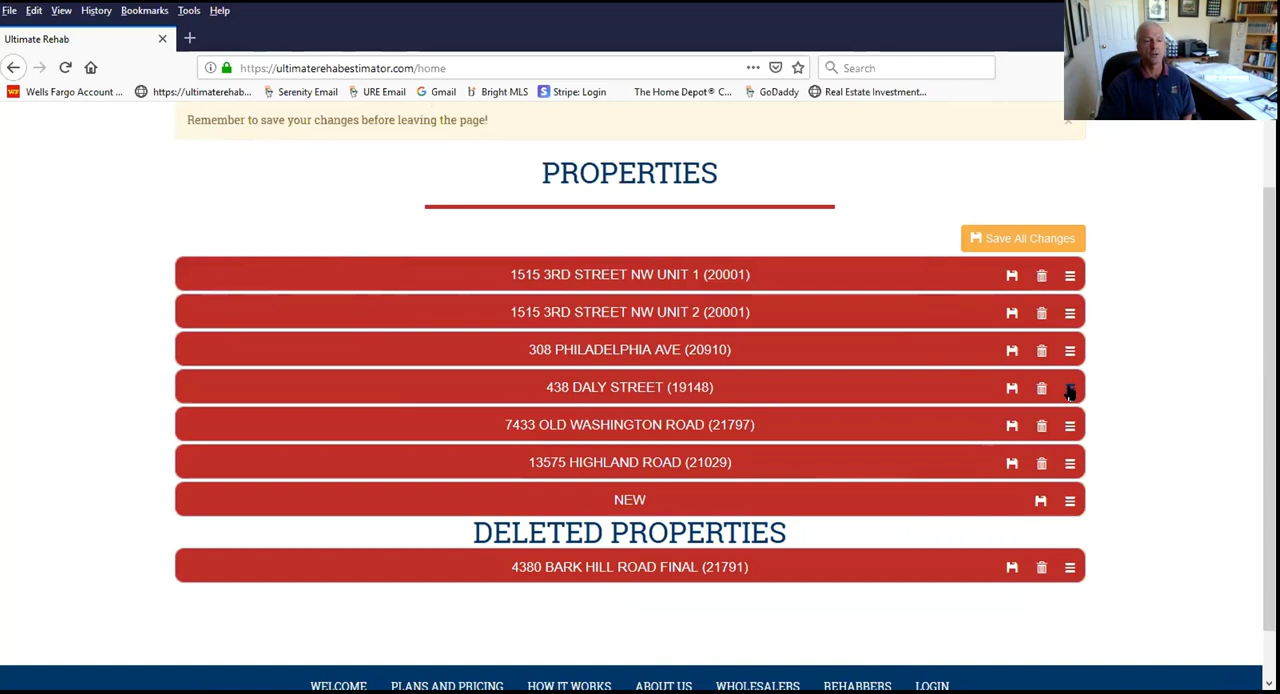 File Edit View History Bookmarks Tools Help
Ultimate Rehab
https://ultimaterehabestimator.com/home
Search
Wells Fargo Account ... https://ultimaterehab... Serenity Email URE Email Gmail Bright MLS Stripe: Login The Home Depot® C... GoDaddy Real Estate Investment...
Remember to save your changes before leaving the page!
PROPERTIES
Save All Changes
1515 3RD STREET NW UNIT 1 (20001)
1515 3RD STREET NW UNIT 2 (20001)
308 PHILADELPHIA AVE (20910)
438 DALY STREET (19148)
7433 OLD WASHINGTON ROAD (21797)
13575 HIGHLAND ROAD (21029)
NEW
DELETED PROPERTIES
4380 BARK HILL ROAD FINAL (21791)
WELCOME PLANS AND PRICING HOW IT WORKS ABOUT US WHOLESALERS REHABBERS LOGIN